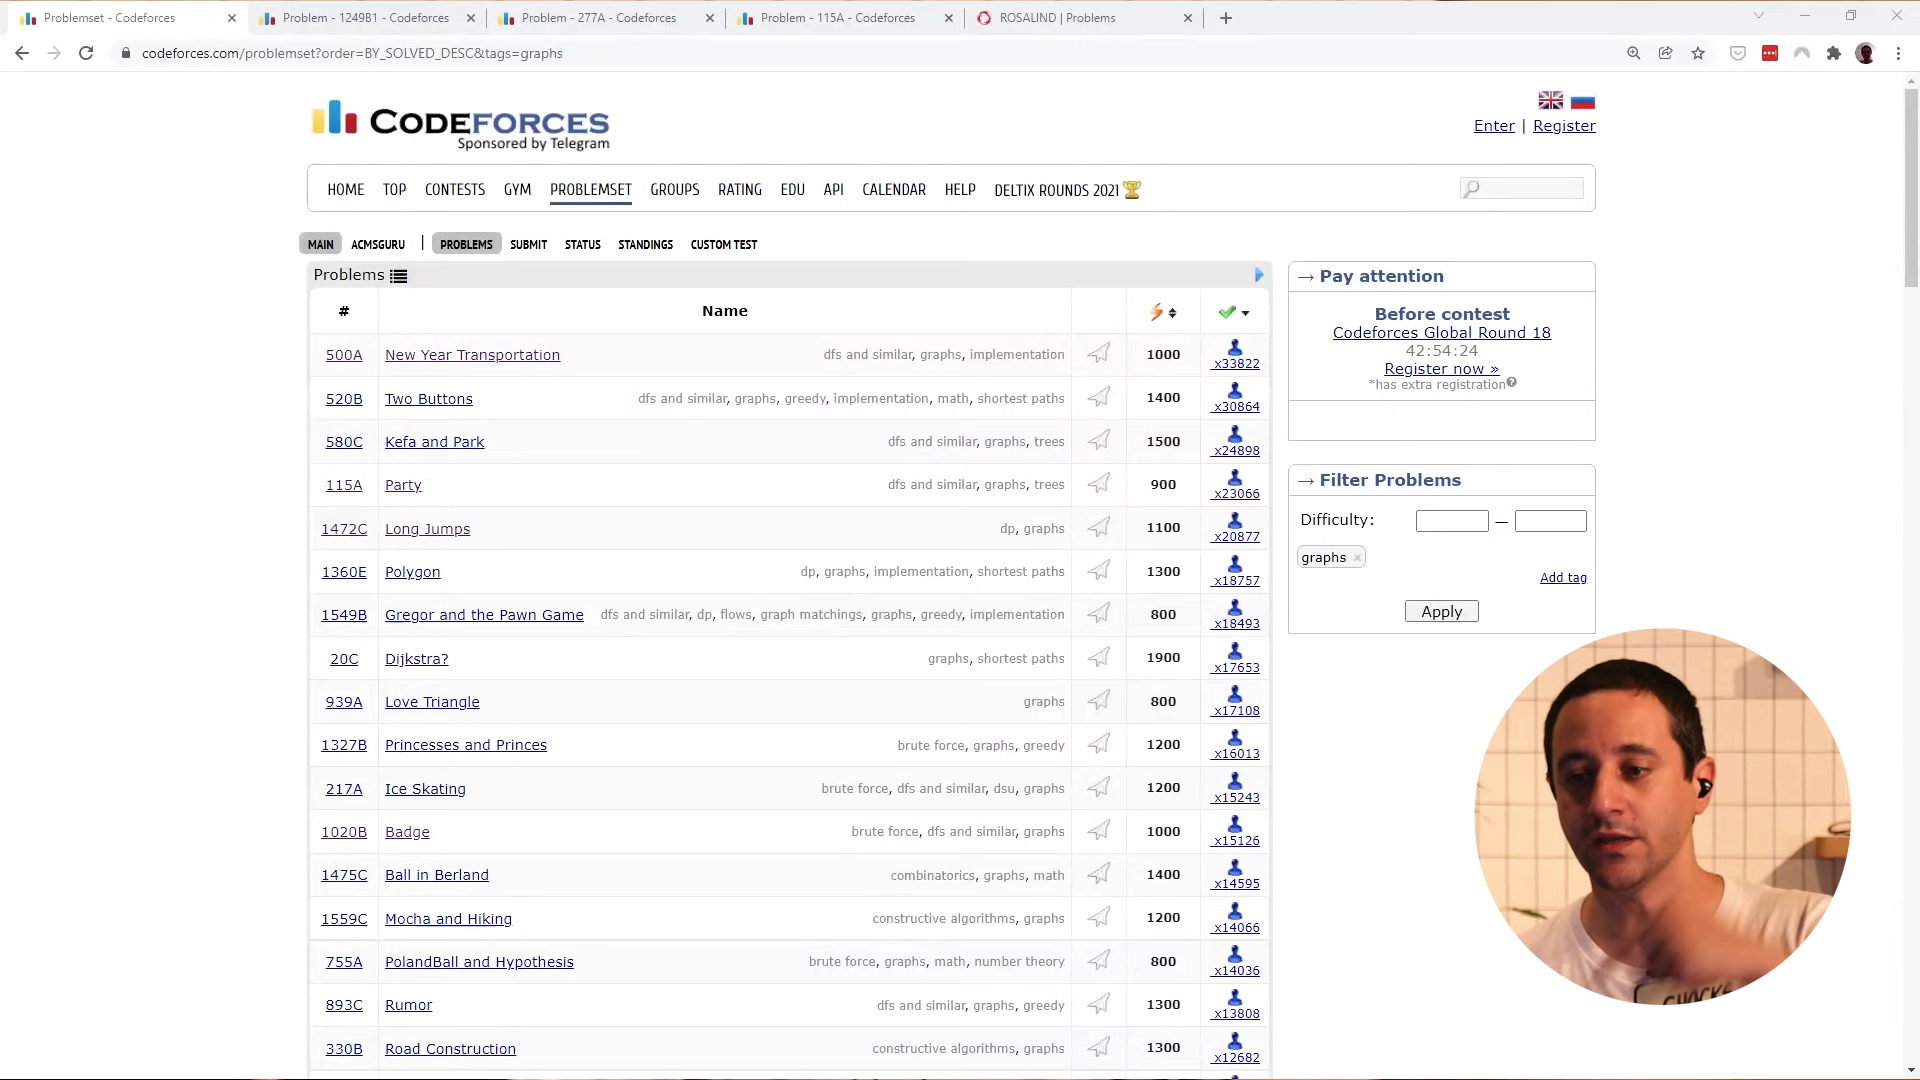 Problemset - Codeforces
Problem - 1249B1 - Codeforces
Problem - 277A - Codeforces
Problem - 115A - Codeforces
ROSALIND | Problems
codeforces.com/problemset?order=BY_SOLVED_DESC&tags=graphs
CODEFORCES
Sponsored by Telegram
Enter | Register
HOME TOP CONTESTS GYM PROBLEMSET GROUPS RATING EDU API CALENDAR HELP DELTIX ROUNDS 2021
MAIN ACMSGURU | PROBLEMS SUBMIT STATUS STANDINGS CUSTOM TEST
Problems
# Name
500A New Year Transportation dfs and similar, graphs, implementation 1000 x33822
520B Two Buttons dfs and similar, graphs, greedy, implementation, math, shortest paths 1400 x30864
580C Kefa and Park dfs and similar, graphs, trees 1500 x24898
115A Party dfs and similar, graphs, trees 900 x23066
1472C Long Jumps dp, graphs 1100 x20877
1360E Polygon dp, graphs, implementation, shortest paths 1300 x18757
1549B Gregor and the Pawn Game dfs and similar, dp, flows, graph matchings, graphs, greedy, implementation 800 x18493
20C Dijkstra? graphs, shortest paths 1900 x17653
939A Love Triangle graphs 800 x17108
1327B Princesses and Princes brute force, graphs, greedy 1200 x16013
217A Ice Skating brute force, dfs and similar, dsu, graphs 1200 x15243
1020B Badge brute force, dfs and similar, graphs 1000 x15126
1475C Ball in Berland combinatorics, graphs, math 1400 x14595
1559C Mocha and Hiking constructive algorithms, graphs 1200 x14066
755A PolandBall and Hypothesis brute force, graphs, math, number theory 800 x14036
893C Rumor dfs and similar, graphs, greedy 1300 x13808
330B Road Construction constructive algorithms, graphs 1300 x12682
→ Pay attention
Before contest
Codeforces Global Round 18
42:54:24
Register now »
*has extra registration
→ Filter Problems
Difficulty: —
graphs ×
Add tag
Apply